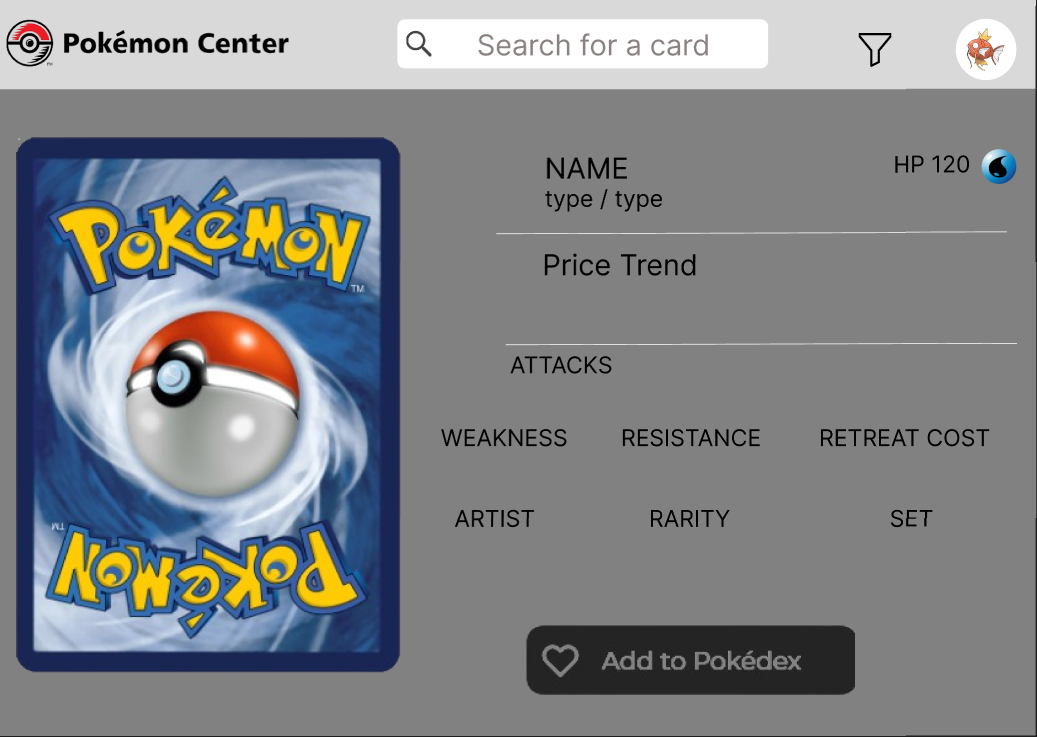 Pokémon Center
Search for a card
POKéMON
TM
TM
POKéMON
NAME
type / type
HP 120
Price Trend
ATTACKS
WEAKNESS RESISTANCE RETREAT COST
ARTIST RARITY SET
Add to Pokédex